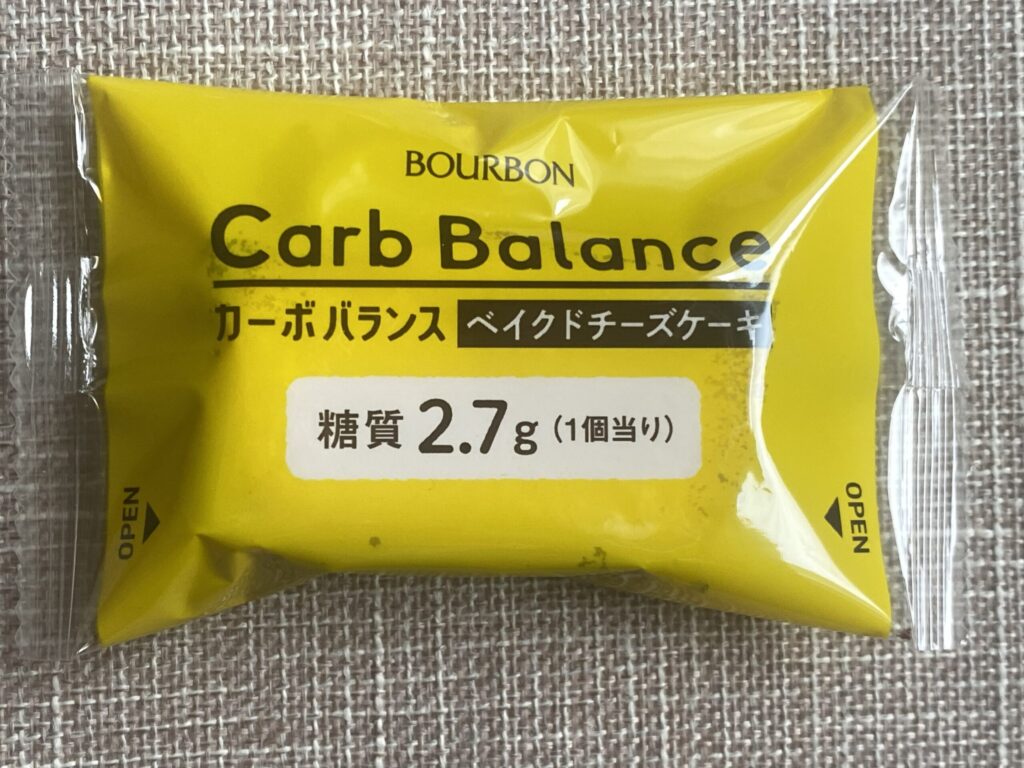 BOURBON
Carb Balance
カーボバランス ベイクドチーズケーキ
糖質 2.7g (1個当り)
OPEN
OPEN